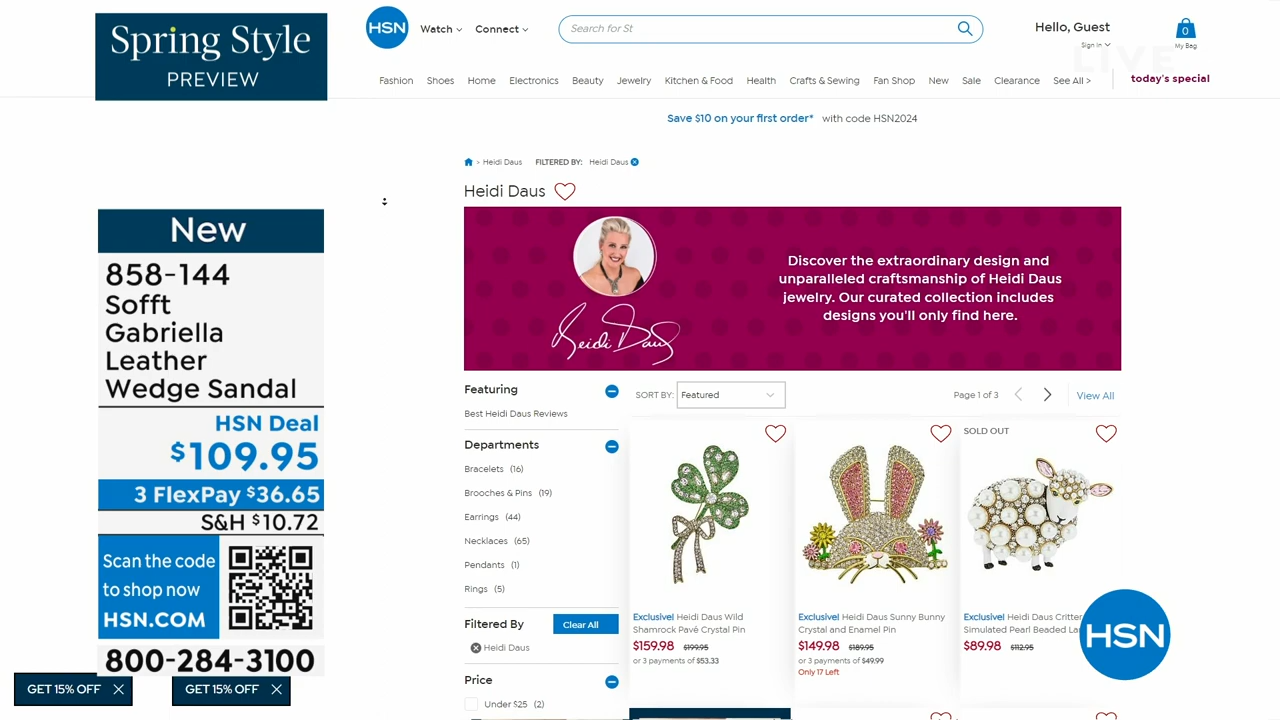 Spring Style
PREVIEW
HSN
Watch
Connect
Search for St
Hello, Guest
Sign In
0
My Bag
LIVE
Fashion Shoes Home Electronics Beauty Jewelry Kitchen & Food Health Crafts & Sewing Fan Shop New Sale Clearance See All >
today's special
Save $10 on your first order* with code HSN2024
> Heidi Daus FILTERED BY: Heidi Daus
Heidi Daus
Discover the extraordinary design and
unparalleled craftsmanship of Heidi Daus
jewelry. Our curated collection includes
designs you'll only find here.
Heidi Daus
New
858-144
Sofft
Gabriella
Leather
Wedge Sandal
HSN Deal
$109.95
3 FlexPay $36.65
S&H $10.72
Scan the code
to shop now
HSN.COM
800-284-3100
GET 15% OFF
GET 15% OFF
Featuring
Best Heidi Daus Reviews
Departments
Bracelets (16)
Brooches & Pins (19)
Earrings (44)
Necklaces (65)
Pendants (1)
Rings (5)
Filtered By
Clear All
Heidi Daus
Price
Under $25 (2)
SORT BY: Featured
Page 1 of 3
View All
Exclusive! Heidi Daus Wild
Shamrock Pavé Crystal Pin
$159.98 $199.95
or 3 payments of $53.33
Exclusive! Heidi Daus Sunny Bunny
Crystal and Enamel Pin
$149.98 $189.95
or 3 payments of $49.99
Only 17 Left
SOLD OUT
Exclusive! Heidi Daus Critter
Simulated Pearl Beaded La
$89.98 $112.95
HSN